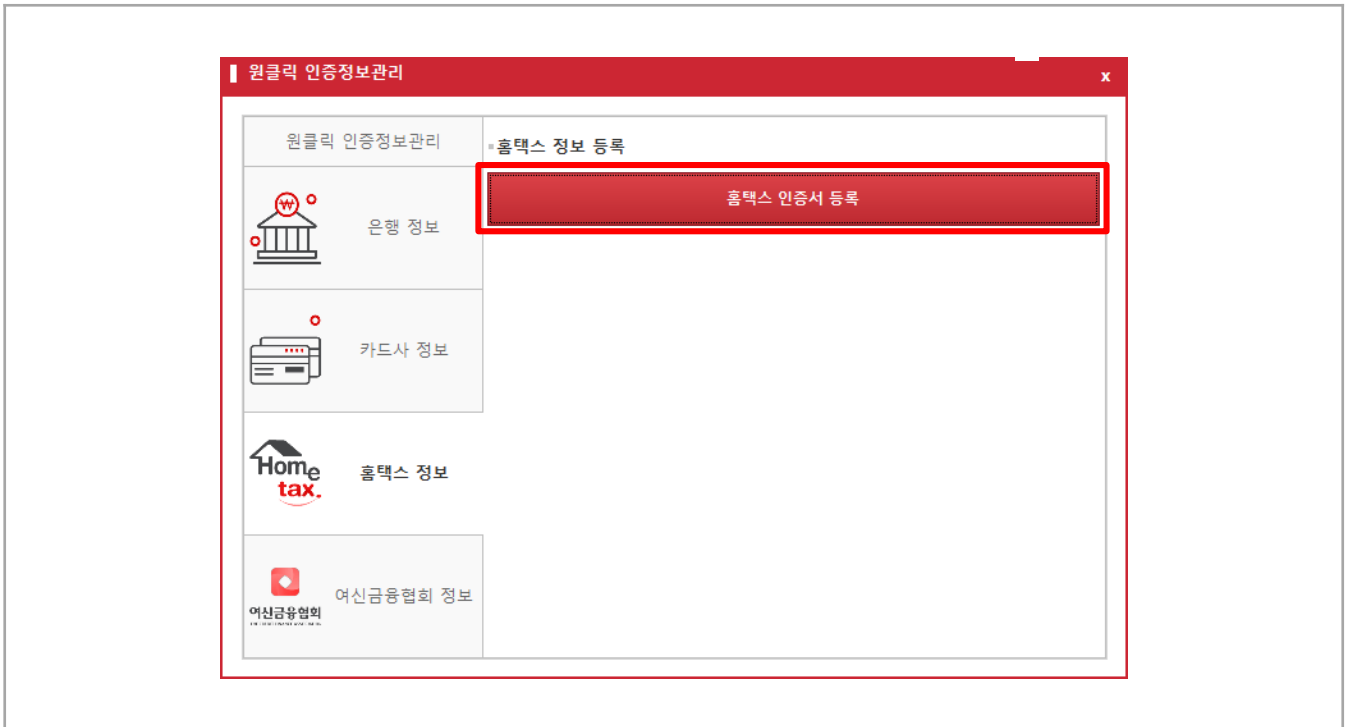 원클릭 인증정보관리
x
원클릭 인증정보관리
홈택스 정보 등록
홈택스 인증서 등록
₩
은행 정보
카드사 정보
Home
tax.
홈택스 정보
여신금융협회
여신금융협회 정보